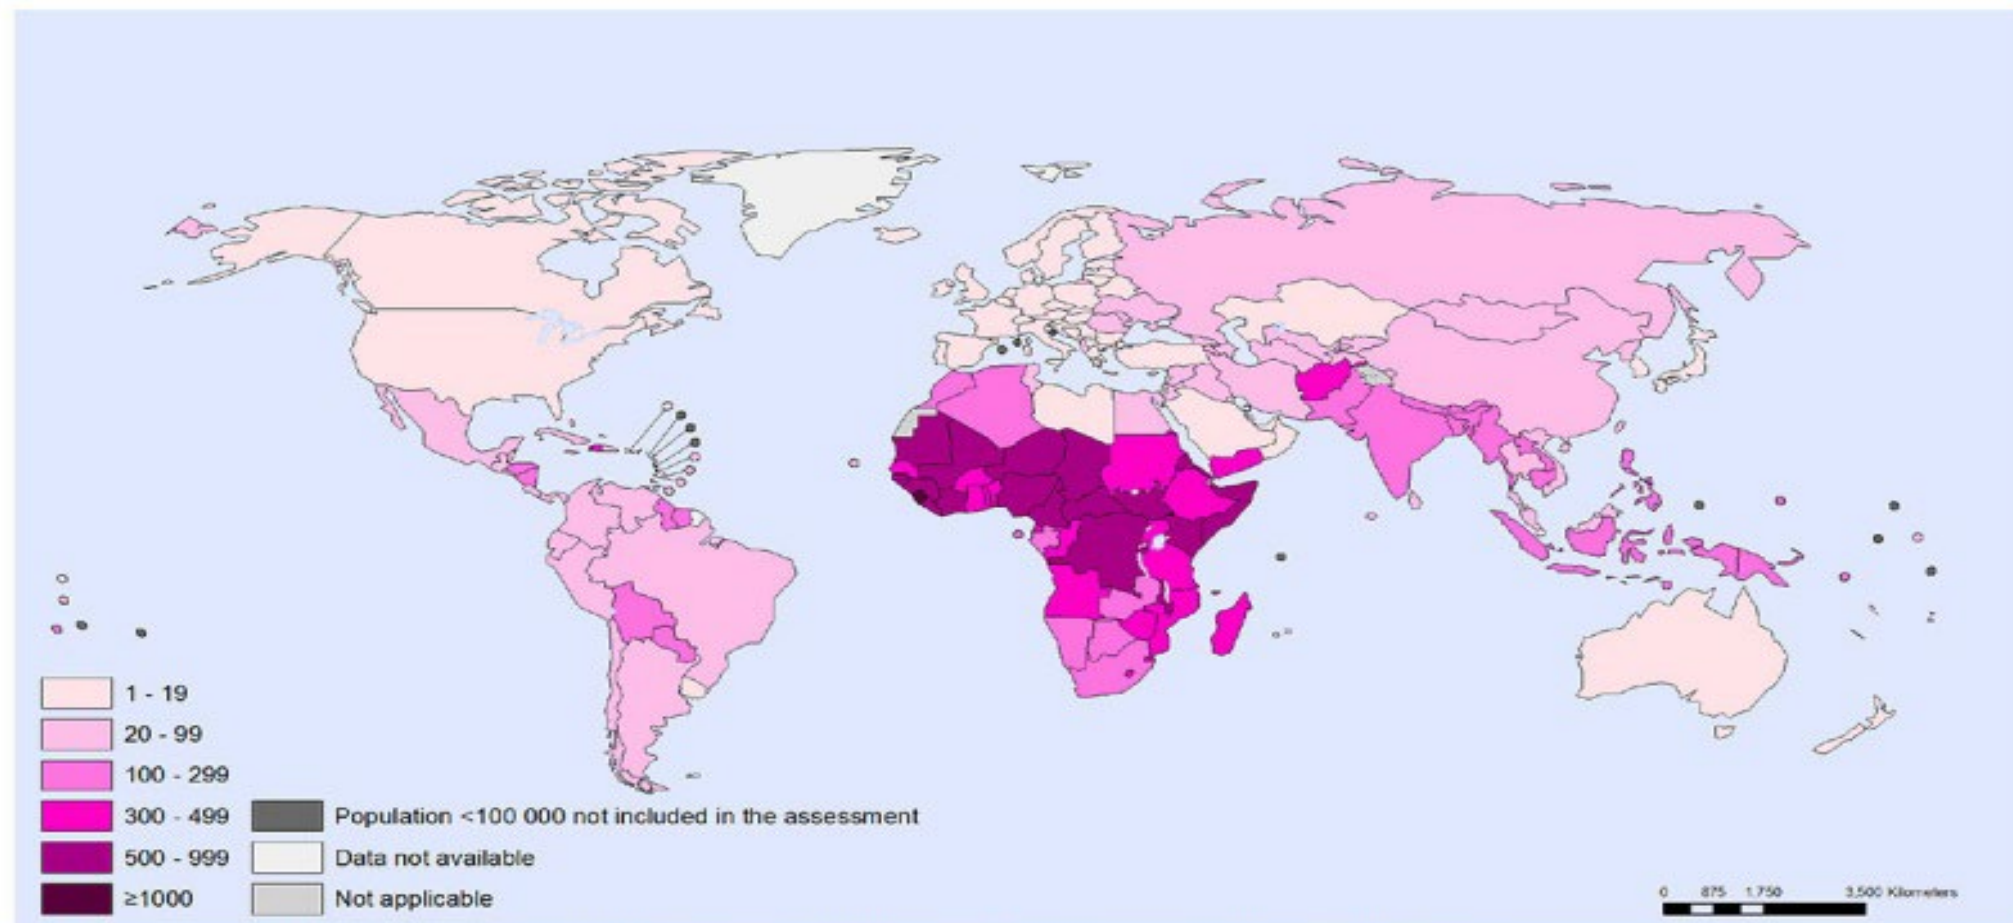 1 - 19
20 - 99
100 - 299
300 - 499
Population <100 000 not included in the assessment
500 - 999
Data not available
≥1000
Not applicable
0 875 1,750 3,500 Kilometers